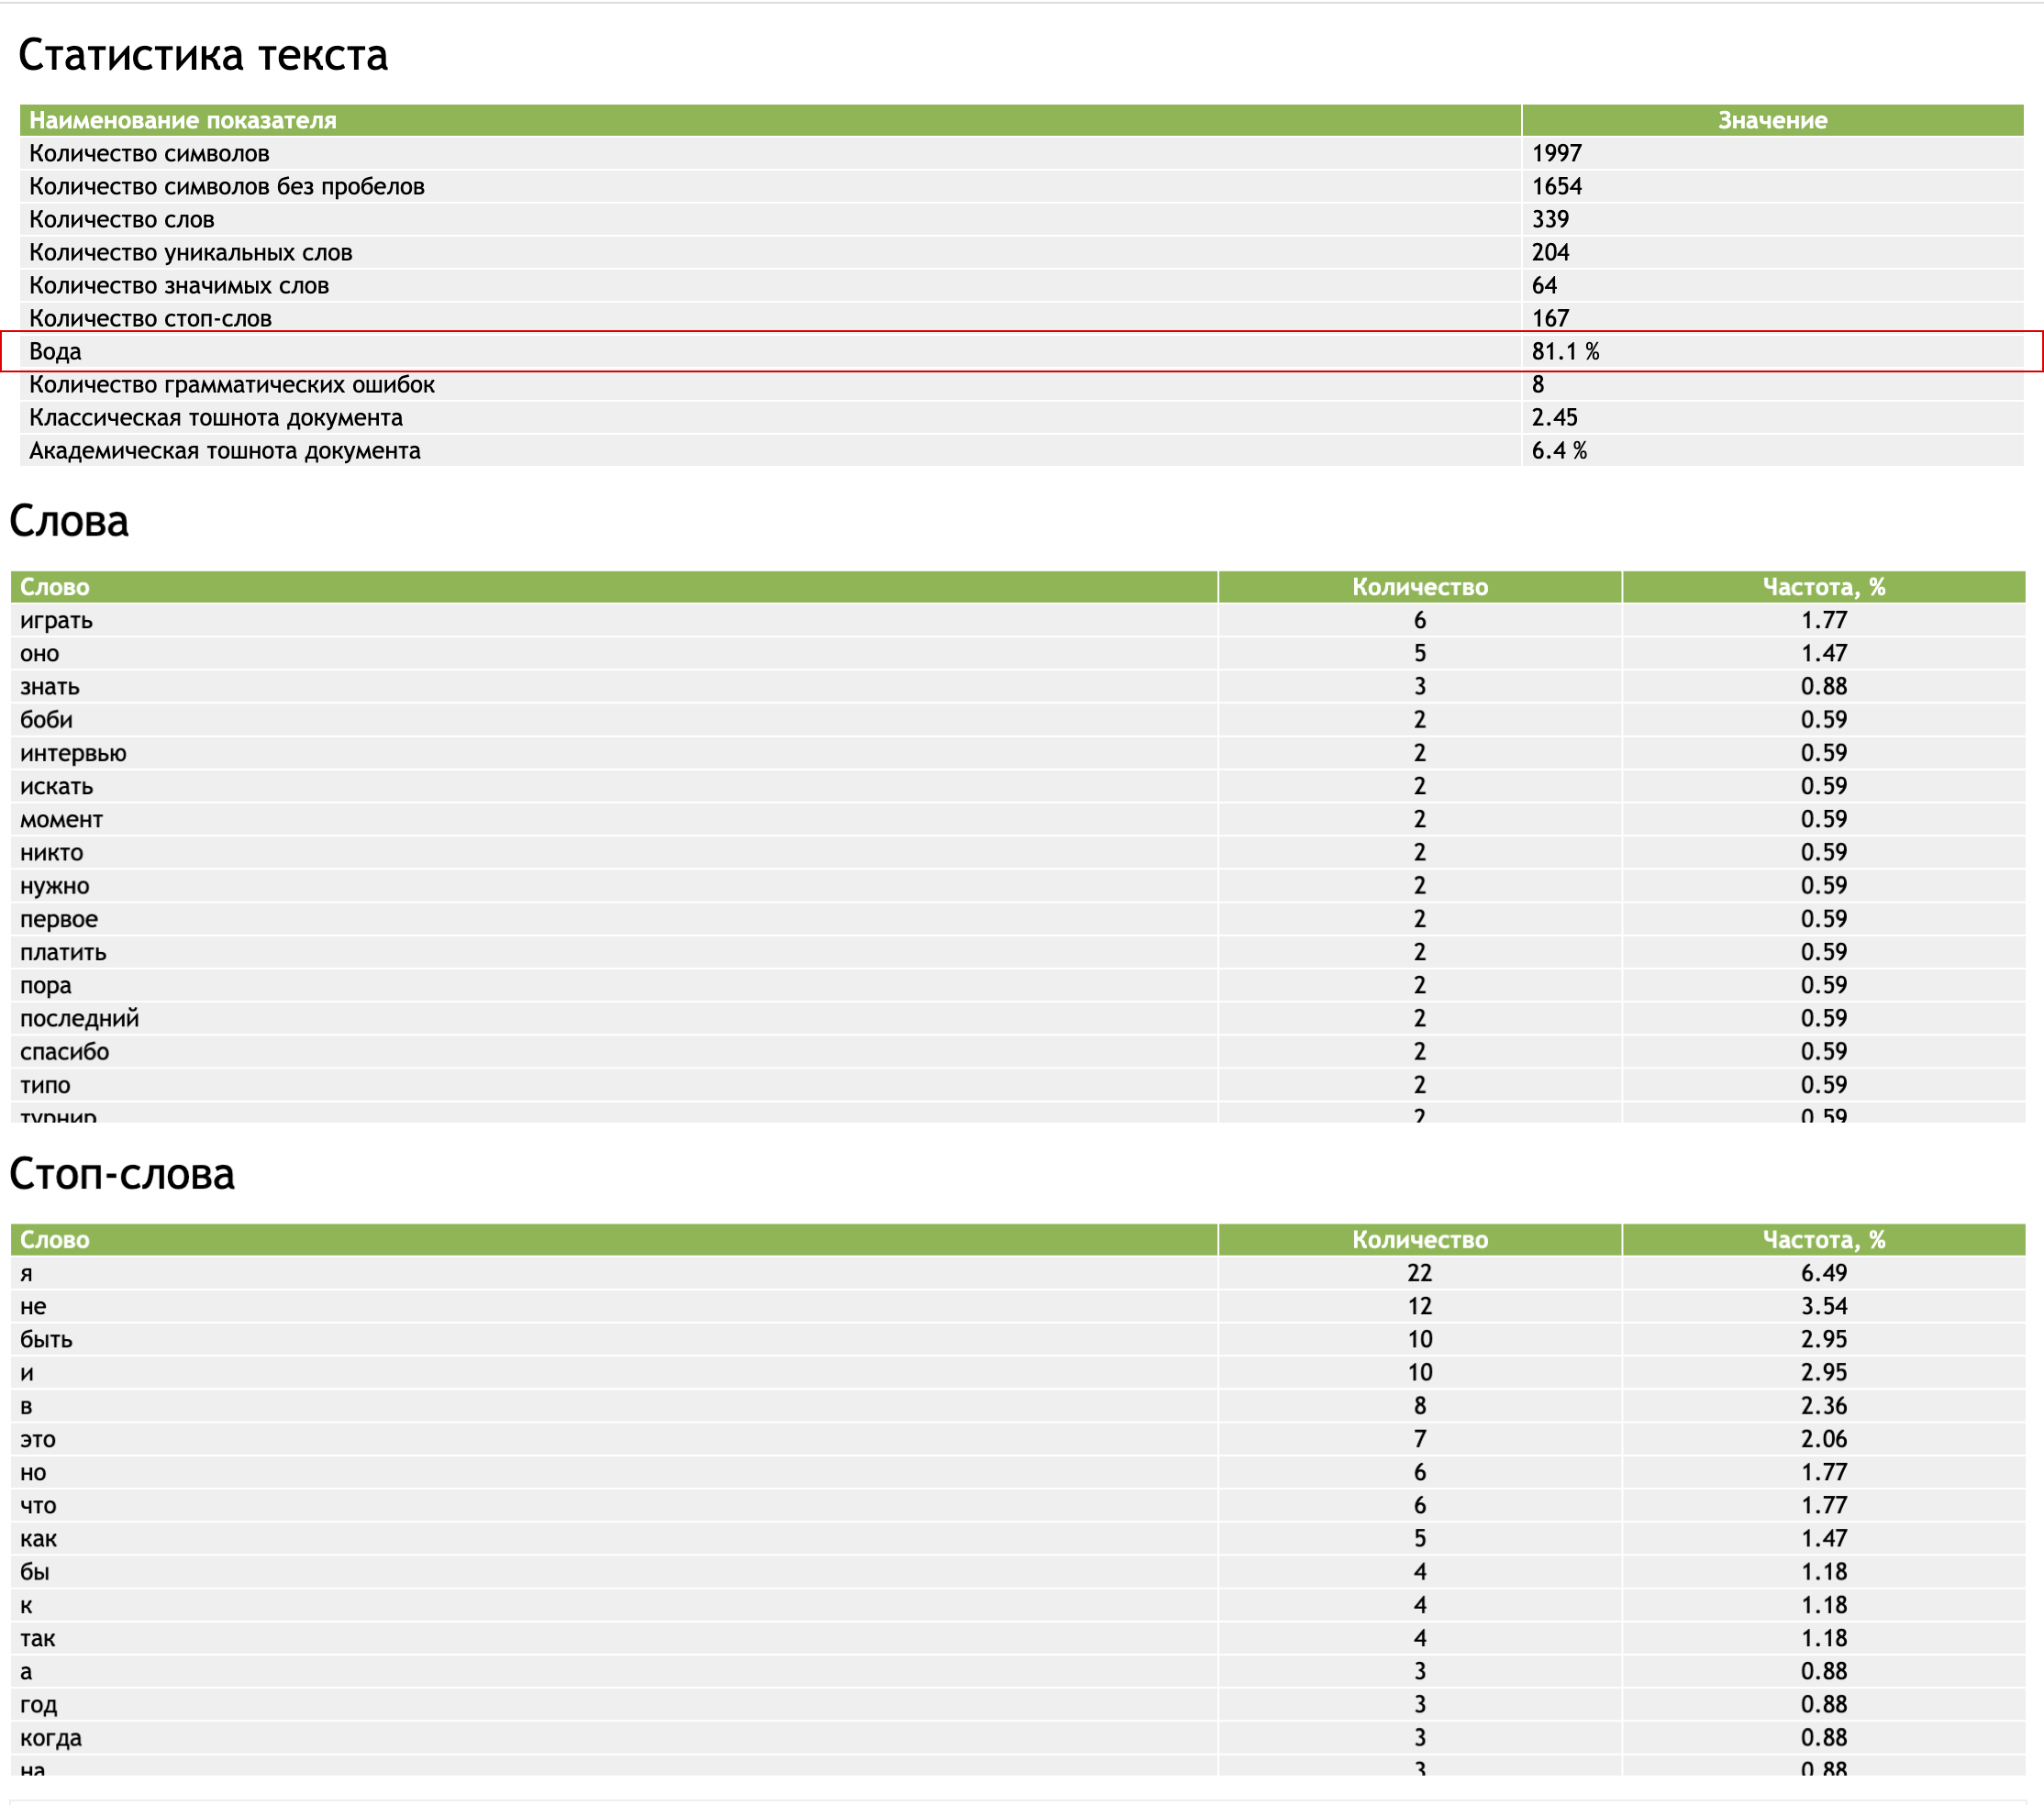 Статистика текста
Наименование показателя Значение
Количество символов 1997
Количество символов без пробелов 1654
Количество слов 339
Количество уникальных слов 204
Количество значимых слов 64
Количество стоп-слов 167
Вода 81.1 %
Количество грамматических ошибок 8
Классическая тошнота документа 2.45
Академическая тошнота документа 6.4 %
Слова
Слово Количество Частота, %
играть 6 1.77
оно 5 1.47
знать 3 0.88
боби 2 0.59
интервью 2 0.59
искать 2 0.59
момент 2 0.59
никто 2 0.59
нужно 2 0.59
первое 2 0.59
платить 2 0.59
пора 2 0.59
последний 2 0.59
спасибо 2 0.59
типо 2 0.59
турнир 2 0.59
Стоп-слова
Слово Количество Частота, %
я 22 6.49
не 12 3.54
быть 10 2.95
и 10 2.95
в 8 2.36
это 7 2.06
но 6 1.77
что 6 1.77
как 5 1.47
бы 4 1.18
к 4 1.18
так 4 1.18
а 3 0.88
год 3 0.88
когда 3 0.88
на 3 0.88